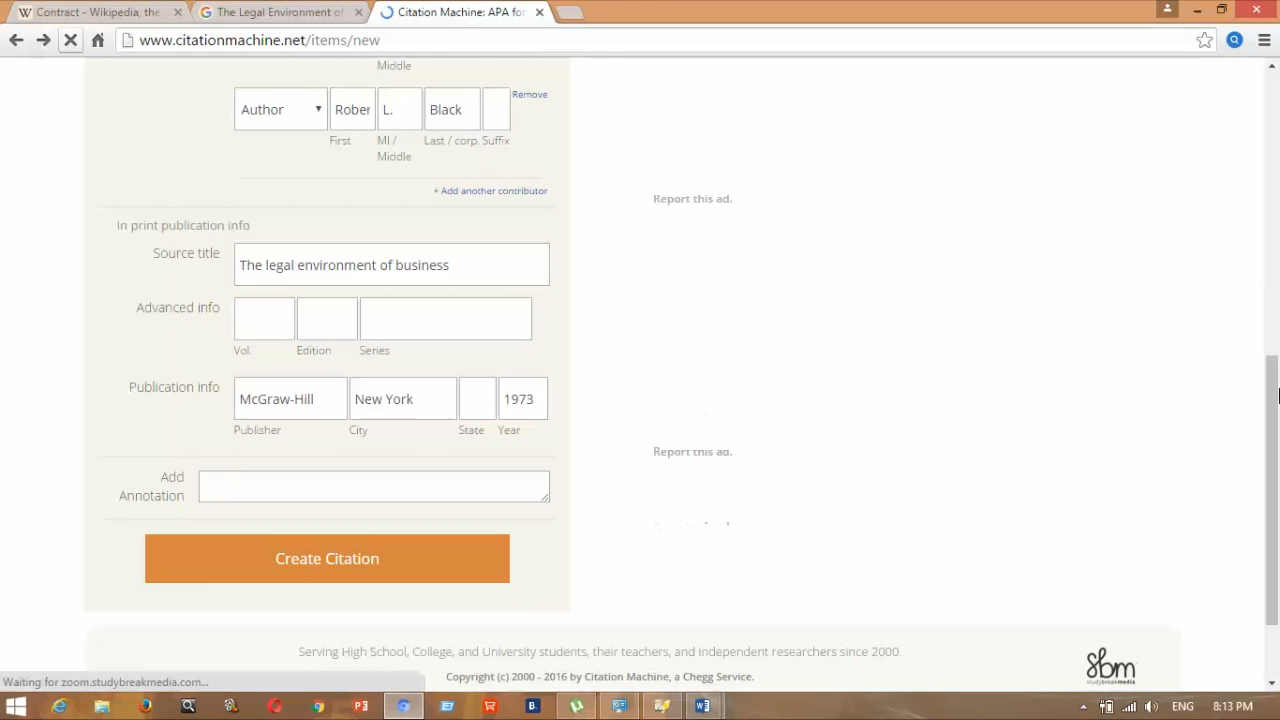 Contract - Wikipedia, the
The Legal Environment of
Citation Machine: APA for
www.citationmachine.net/items/new
Middle
Author
Rober
L.
Black
Remove
First
MI /
Middle
Last / corp.
Suffix
+ Add another contributor
Report this ad.
In print publication info
Source title
The legal environment of business
Advanced info
Vol.
Edition
Series
Publication info
McGraw-Hill
New York
1973
Publisher
City
State
Year
Report this ad.
Add
Annotation
Create Citation
Serving High School, College, and University students, their teachers, and independent researchers since 2000
Copyright (c) 2000 - 2016 by Citation Machine, a Chegg Service.
sbm
studybreakmedia
Waiting for zoom.studybreakmedia.com...
ENG
8:13 PM